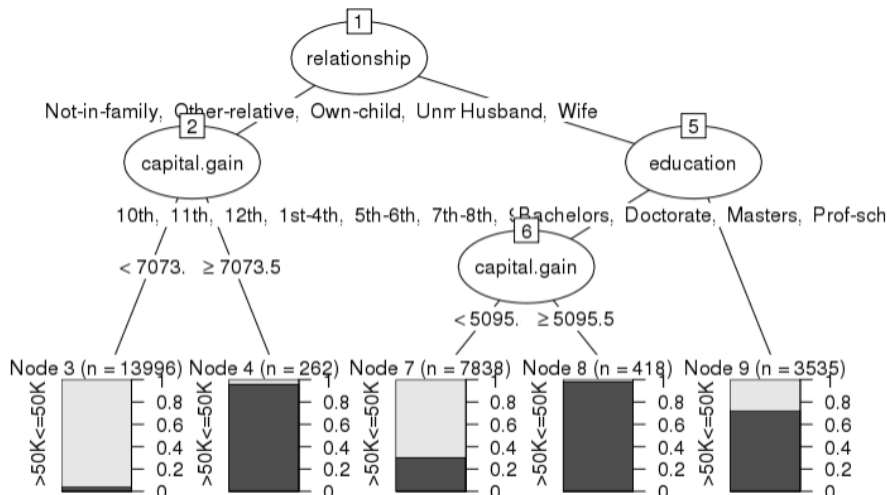 1
relationship
Not-in-family, Other-relative, Own-child, Husband, Wife
2
5
capital.gain
education
10th, 11th, 12th, 1st-4th, 5th-6th, 7th-8th, Bachelors, Doctorate, Masters, Prof-sch
6
capital.gain
< 7073. ≥ 7073.5
< 5095. ≥ 5095.5
Node 3 (n = 13996) Node 4 (n = 262) Node 7 (n = 7838) Node 8 (n = 418) Node 9 (n = 3535)
>50K <=50K
1
0.8
0.6
0.4
0.2
0
>50K <=50K
1
0.8
0.6
0.4
0.2
0
>50K <=50K
1
0.8
0.6
0.4
0.2
0
>50K <=50K
1
0.8
0.6
0.4
0.2
0
>50K <=50K
1
0.8
0.6
0.4
0.2
0